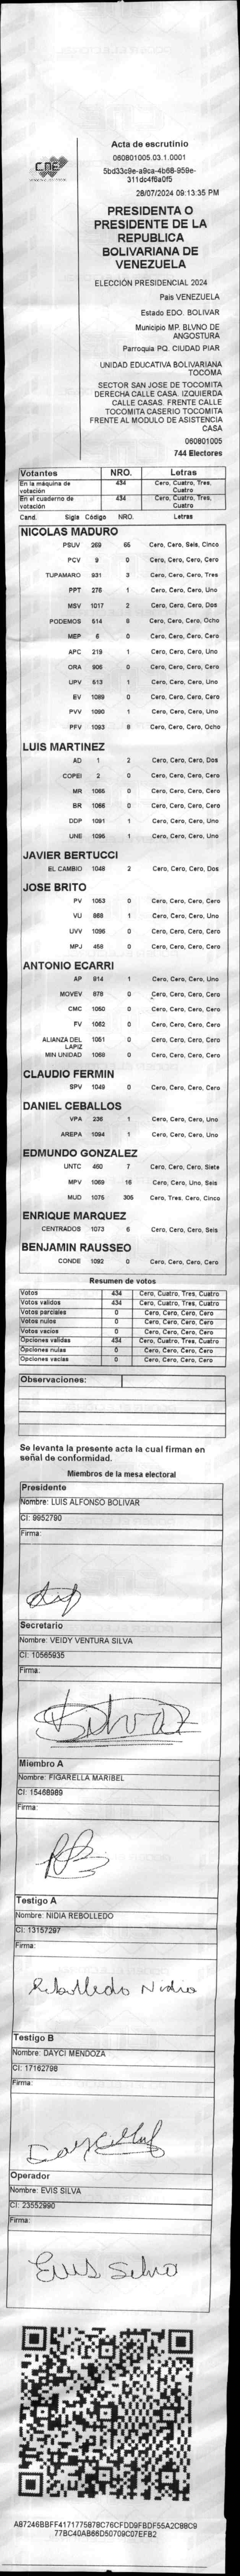 CNE
Acta de escrutinio
060801005.03.1.0001
5bd33c9e-a9ca-4b68-959e-
311dc4f6a0f5
28/07/2024 09:13:35 PM
PRESIDENTA O
PRESIDENTE DE LA
REPUBLICA
BOLIVARIANA DE
VENEZUELA
ELECCIÓN PRESIDENCIAL 2024
Pais VENEZUELA
Estado EDO. BOLIVAR
Municipio MP. BLVNO DE
ANGOSTURA
Parroquia PQ. CIUDAD PIAR
UNIDAD EDUCATIVA BOLIVARIANA
TOCOMA
SECTOR SAN JOSE DE TOCOMITA
DERECHA CALLE CASA. IZQUIERDA
CALLE CASAS. FRENTE CALLE
TOCOMITA CASERIO TOCOMITA
FRENTE AL MODULO DE ASISTENCIA
CASA
060801005
744 Electores
Votantes NRO. Letras
En la máquina de votación 434 Cero, Cuatro, Tres, Cuatro
En el cuaderno de votación 434 Cero, Cuatro, Tres, Cuatro
Cand. Sigla Código NRO. Letras
NICOLAS MADURO
PSUV 269 65 Cero, Cero, Seis, Cinco
PCV 9 0 Cero, Cero, Cero, Cero
TUPAMARO 931 3 Cero, Cero, Cero, Tres
PPT 276 1 Cero, Cero, Cero, Uno
MSV 1017 2 Cero, Cero, Cero, Dos
PODEMOS 514 8 Cero, Cero, Cero, Ocho
MEP 6 0 Cero, Cero, Cero, Cero
APC 219 1 Cero, Cero, Cero, Uno
ORA 906 0 Cero, Cero, Cero, Cero
UPV 513 1 Cero, Cero, Cero, Uno
EV 1089 0 Cero, Cero, Cero, Cero
PVV 1090 1 Cero, Cero, Cero, Uno
PFV 1093 8 Cero, Cero, Cero, Ocho
LUIS MARTINEZ
AD 1 2 Cero, Cero, Cero, Dos
COPEI 2 0 Cero, Cero, Cero, Cero
MR 1065 0 Cero, Cero, Cero, Cero
BR 1066 0 Cero, Cero, Cero, Cero
DDP 1091 1 Cero, Cero, Cero, Uno
UNE 1095 1 Cero, Cero, Cero, Uno
JAVIER BERTUCCI
EL CAMBIO 1048 2 Cero, Cero, Cero, Dos
JOSE BRITO
PV 1053 0 Cero, Cero, Cero, Cero
VU 868 1 Cero, Cero, Cero, Uno
UVV 1096 0 Cero, Cero, Cero, Cero
MPJ 458 0 Cero, Cero, Cero, Cero
ANTONIO ECARRI
AP 814 1 Cero, Cero, Cero, Uno
MOVEV 878 0 Cero, Cero, Cero, Cero
CMC 1050 0 Cero, Cero, Cero, Cero
FV 1062 0 Cero, Cero, Cero, Cero
ALIANZA DEL LAPIZ 1051 0 Cero, Cero, Cero, Cero
MIN UNIDAD 1069 0 Cero, Cero, Cero, Cero
CLAUDIO FERMIN
SPV 1049 0 Cero, Cero, Cero, Cero
DANIEL CEBALLOS
VPA 236 1 Cero, Cero, Cero, Uno
AREPA 1094 1 Cero, Cero, Cero, Uno
EDMUNDO GONZALEZ
UNTC 460 7 Cero, Cero, Cero, Siete
MPV 1069 16 Cero, Cero, Uno, Seis
MUD 1075 305 Cero, Tres, Cero, Cinco
ENRIQUE MARQUEZ
CENTRADOS 1073 6 Cero, Cero, Cero, Seis
BENJAMIN RAUSSEO
CONDE 1092 0 Cero, Cero, Cero, Cero
Resumen de votos
Votos 434 Cero, Cuatro, Tres, Cuatro
Votos validos 434 Cero, Cuatro, Tres, Cuatro
Votos parciales 0 Cero, Cero, Cero, Cero
Votos nulos 0 Cero, Cero, Cero, Cero
Votos vacios 0 Cero, Cero, Cero, Cero
Opciones validas 434 Cero, Cuatro, Tres, Cuatro
Opciones nulas 0 Cero, Cero, Cero, Cero
Opciones vacias 0 Cero, Cero, Cero, Cero
Observaciones:
Se levanta la presente acta la cual firman en
señal de conformidad.
Miembros de la mesa electoral
Presidente
Nombre: LUIS ALFONSO BOLIVAR
CI: 9952790
Firma:
Secretario
Nombre: VEIDY VENTURA SILVA
CI: 10565935
Firma:
Miembro A
Nombre: FIGARELLA MARIBEL
CI: 15468989
Firma:
Testigo A
Nombre: NIDIA REBOLLEDO
CI: 13157297
Firma:
Rebolledo Nidia
Testigo B
Nombre: DAYCI MENDOZA
CI: 17162798
Firma:
Operador
Nombre: EVIS SILVA
CI: 23552990
Firma:
Evis Silva
A87246BBFF4171775878C76CFDD9FBDF55A2C88C9
77BC40AB66D50709C07EFB2